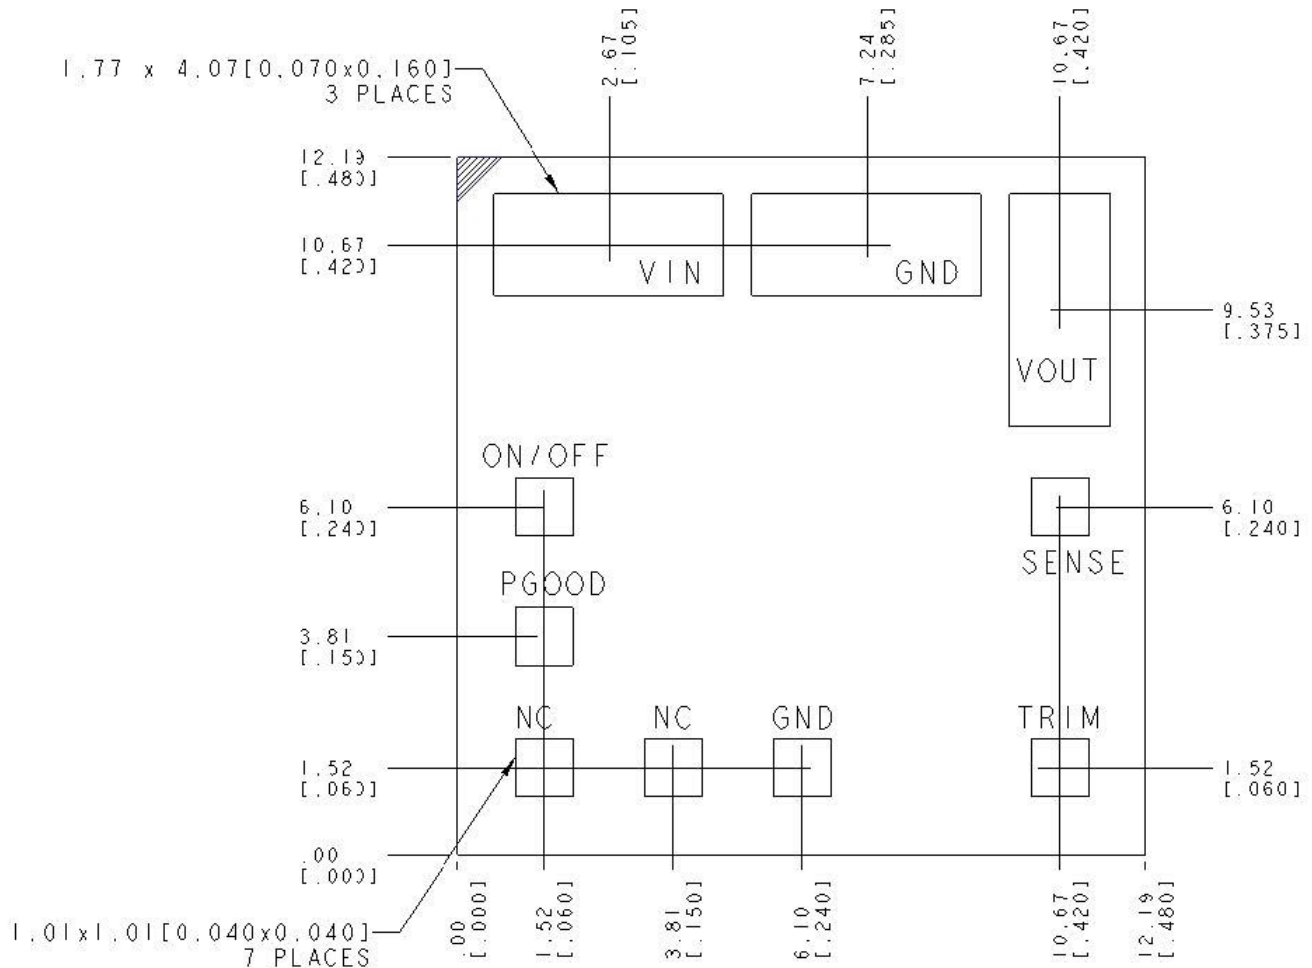 2.67
[.105]
7.24
[.285]
10.67
[.420]
1.77 x 4.07[0.070x0.160]
3 PLACES
12.19
[.480]
10.67
[.420]
VIN
GND
9.53
[.375]
VOUT
ON/OFF
6.10
[.240]
6.10
[.240]
SENSE
PGOOD
3.81
[.150]
NC
NC
GND
TRIM
1.52
[.060]
1.52
[.060]
.00
[.000]
1.01x1.01[0.040x0.040]
7 PLACES
.00
[.000]
1.52
[.060]
3.81
[.150]
6.10
[.240]
10.67
[.420]
12.19
[.480]